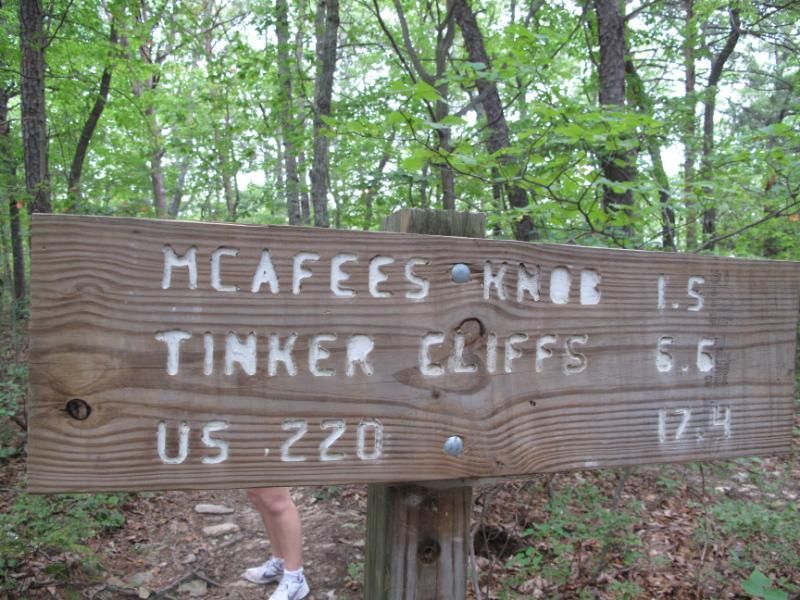 MCAFEES KNOB 1.5
TINKER CLIFFS 6.6
US 220 17.4